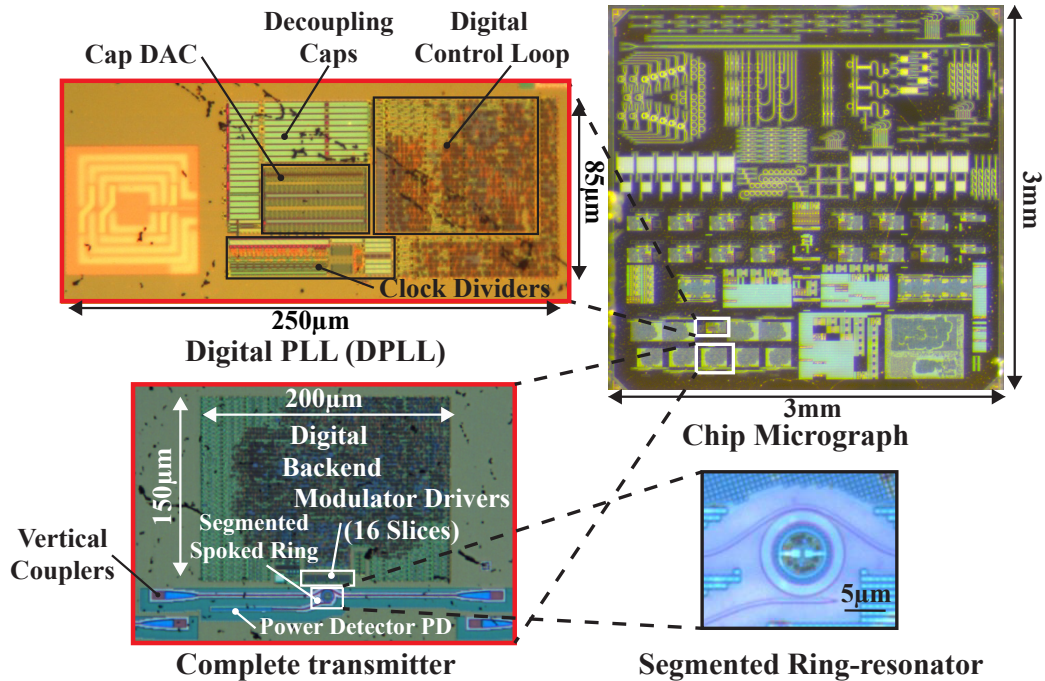 Cap DAC
Decoupling
Caps
Digital
Control Loop
85μm
Clock Dividers
250μm
Digital PLL (DPLL)
3mm
3mm
Chip Micrograph
200μm
150μm
Digital
Backend
Modulator Drivers
(16 Slices)
Segmented
Spoked Ring
Vertical
Couplers
Power Detector PD
Complete transmitter
5μm
Segmented Ring-resonator